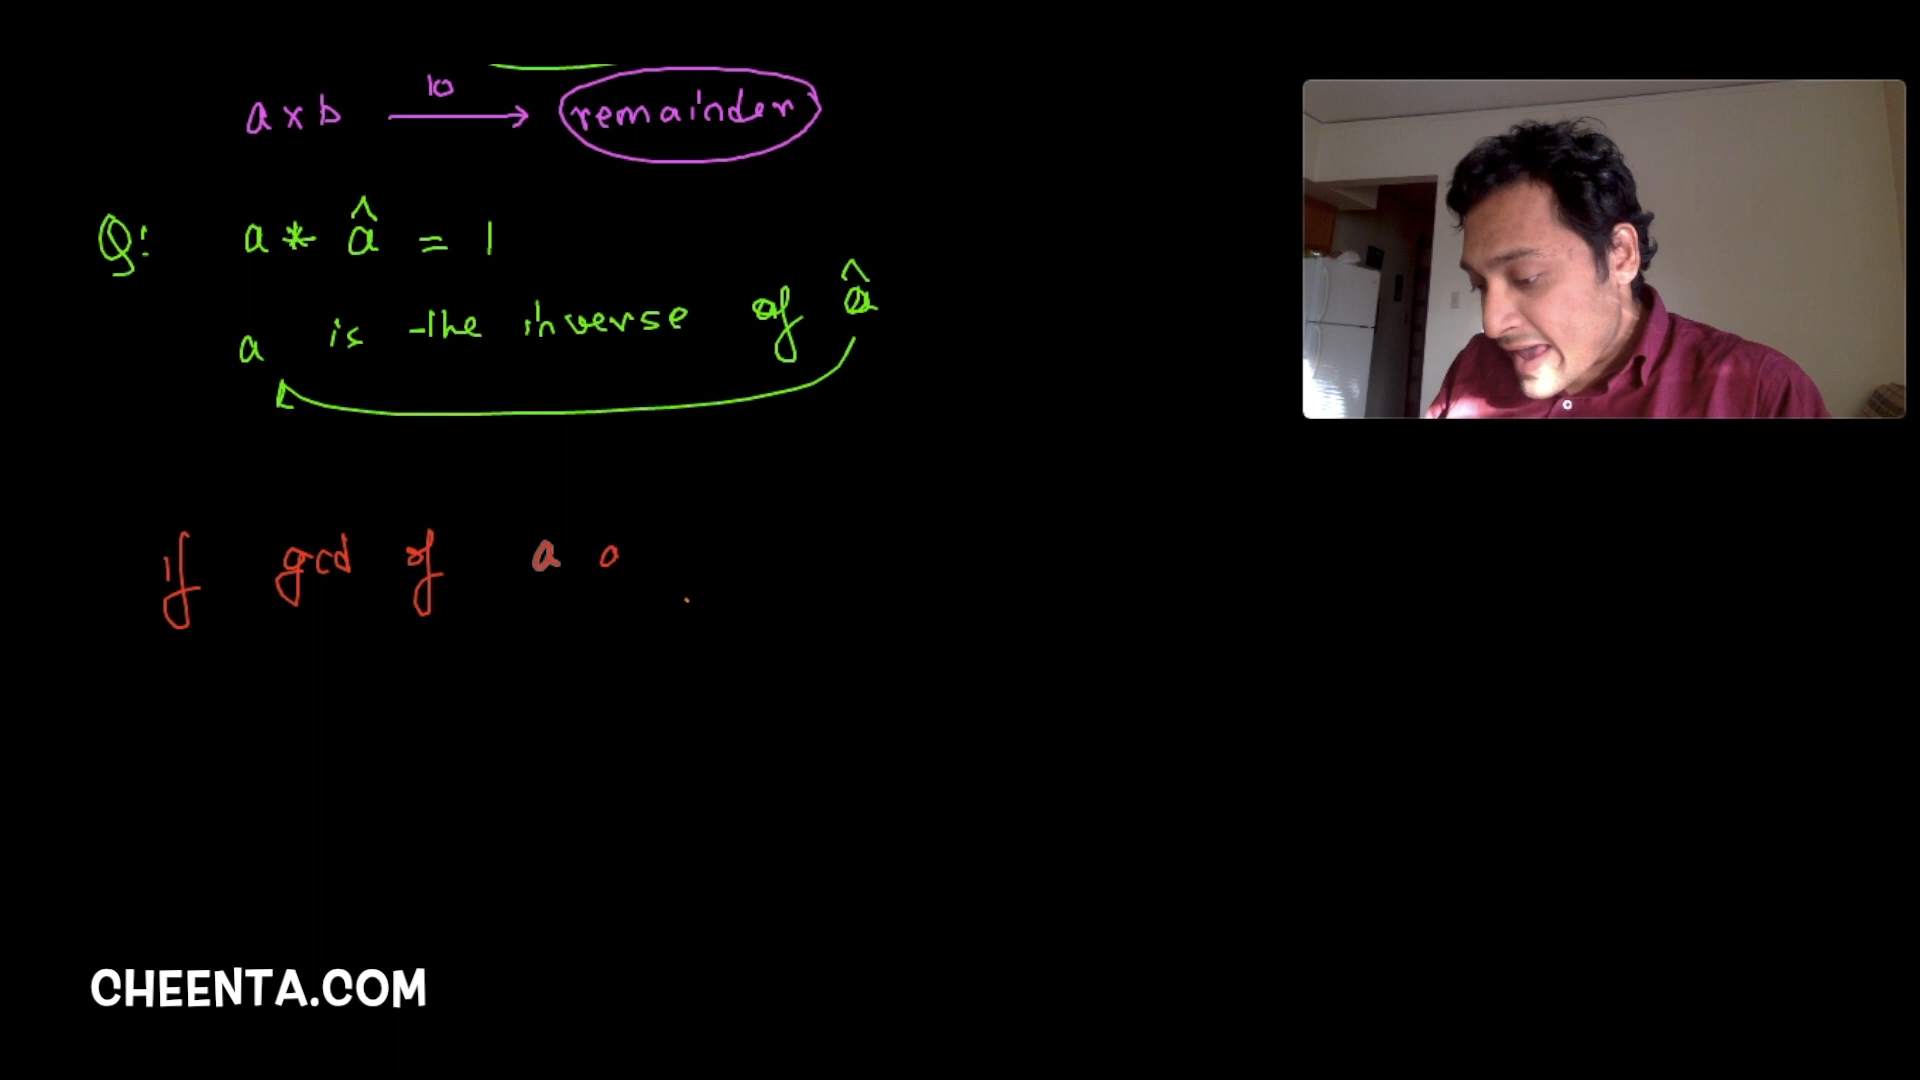 a x b 10 → remainder
Q: a * â = 1
a is the inverse of â
if gcd of a a
CHEENTA.COM